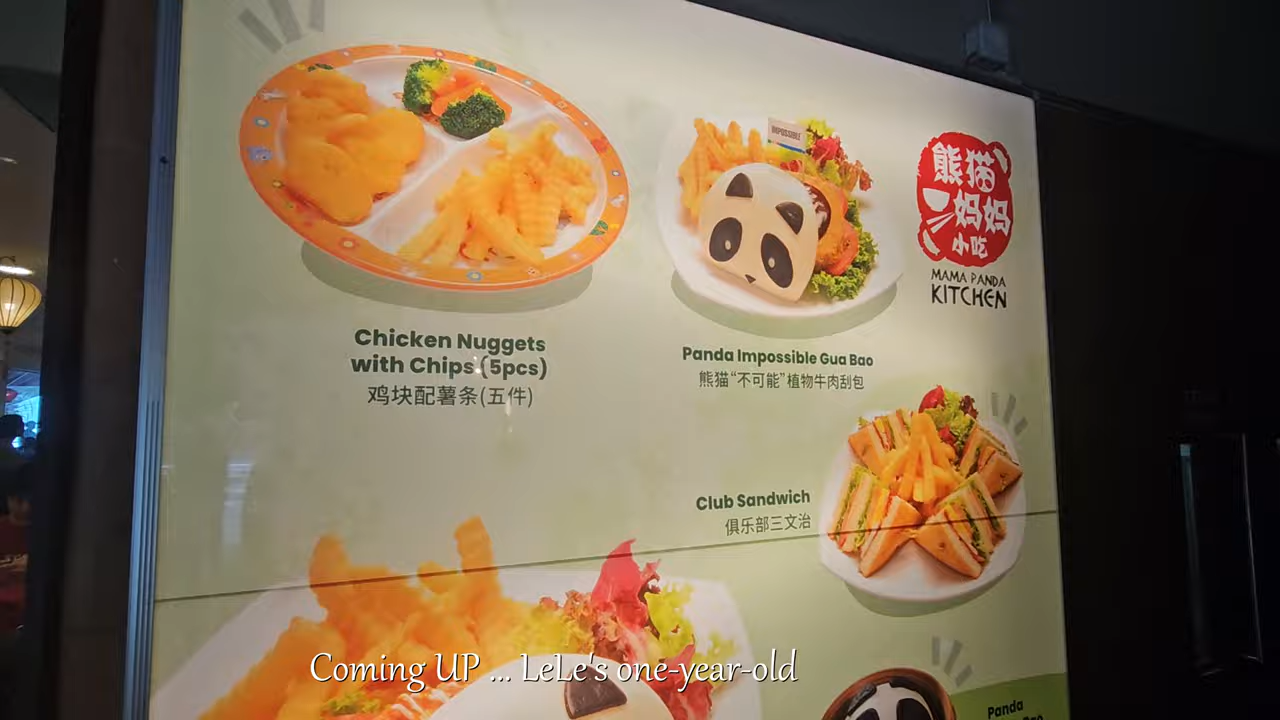 IMPOSSIBLE
熊猫
妈妈
小吃
MAMA PANDA
KITCHEN
Chicken Nuggets
with Chips (5pcs)
鸡块配薯条(五件)
Panda Impossible Gua Bao
熊猫“不可能”植物牛肉刮包
Club Sandwich
俱乐部三文治
Coming UP ... LeLe's one-year-old
Panda
Bao